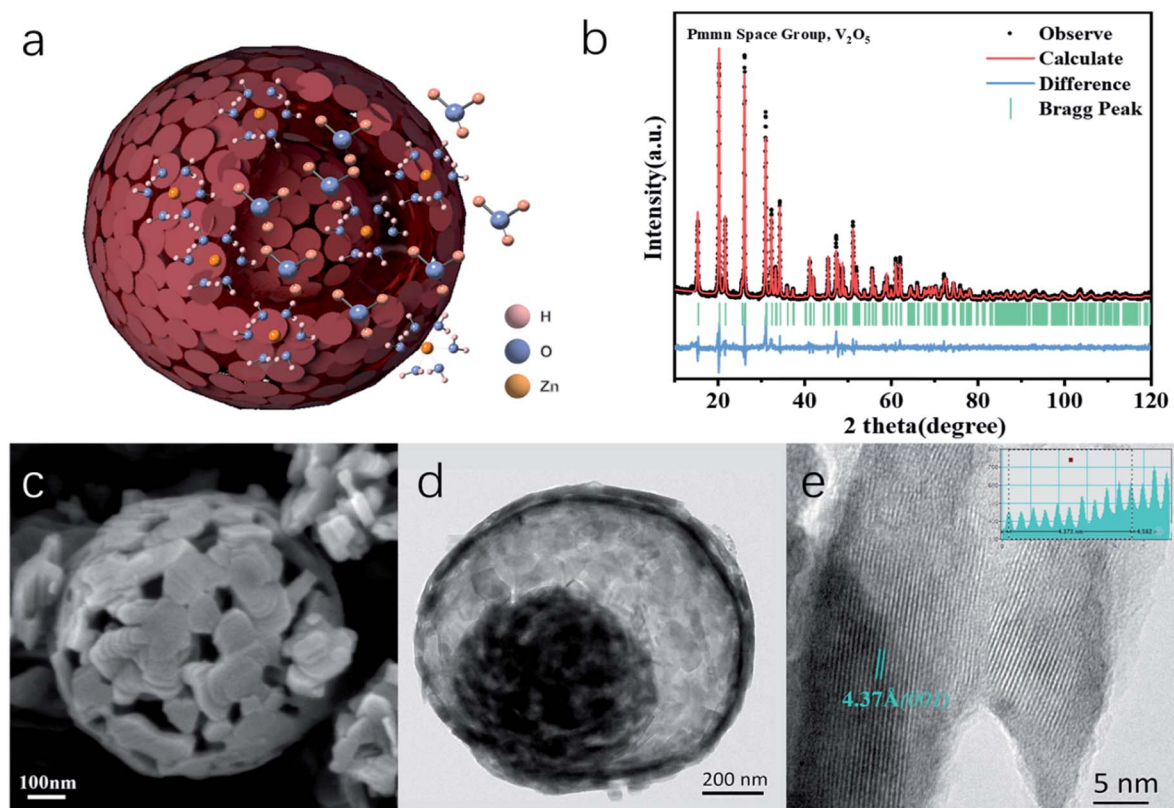 a
H
O
Zn
b
Pmmn Space Group, V₂O₅
Observe
Calculate
Difference
Bragg Peak
Intensity(a.u.)
20 40 60 80 100 120
2 theta(degree)
c
100nm
d
200 nm
e
4.37Å(001)
5 nm